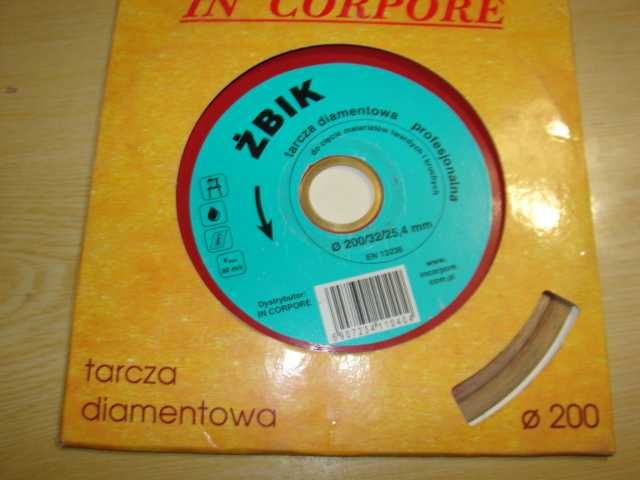 IN CORPORE
ŻBIK
tarcza diamentowa
profesjonalna
do cięcia materiałów twardych i kruchych
ø 200/32/25,4 mm
EN 13236
80 m/s
www.
incorpore.
com.pl
Dystrybutor:
IN CORPORE
tarcza
diamentowa
ø 200